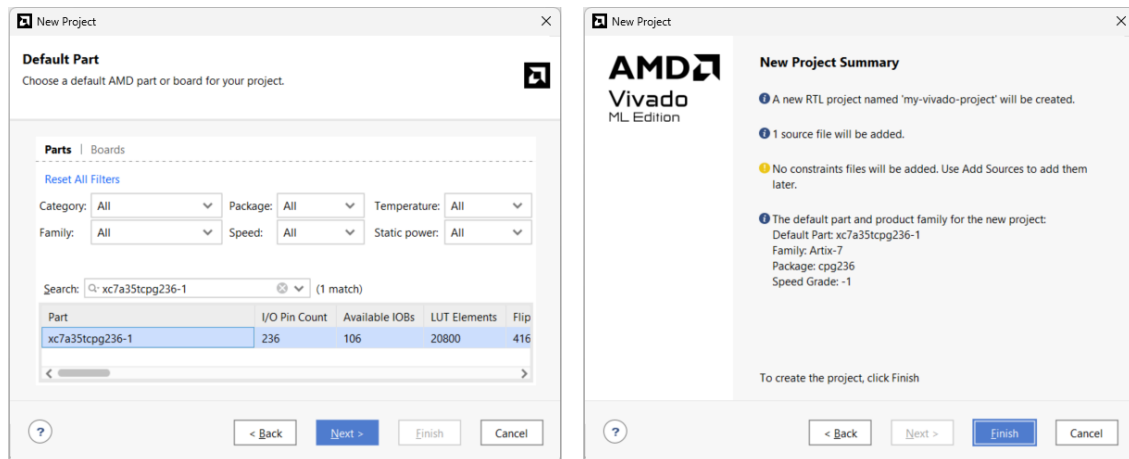 New Project
Default Part
Choose a default AMD part or board for your project.
Parts | Boards
Reset All Filters
Category: All Package: All Temperature: All
Family: All Speed: All Static power: All
Search: xc7a35tcpg236-1 (1 match)
Part I/O Pin Count Available IOBs LUT Elements Flip
xc7a35tcpg236-1 236 106 20800 416
? < Back Next > Finish Cancel
New Project
AMD
Vivado
ML Edition
New Project Summary
A new RTL project named 'my-vivado-project' will be created.
1 source file will be added.
No constraints files will be added. Use Add Sources to add them
later.
The default part and product family for the new project:
Default Part: xc7a35tcpg236-1
Family: Artix-7
Package: cpg236
Speed Grade: -1
To create the project, click Finish
? < Back Next > Finish Cancel